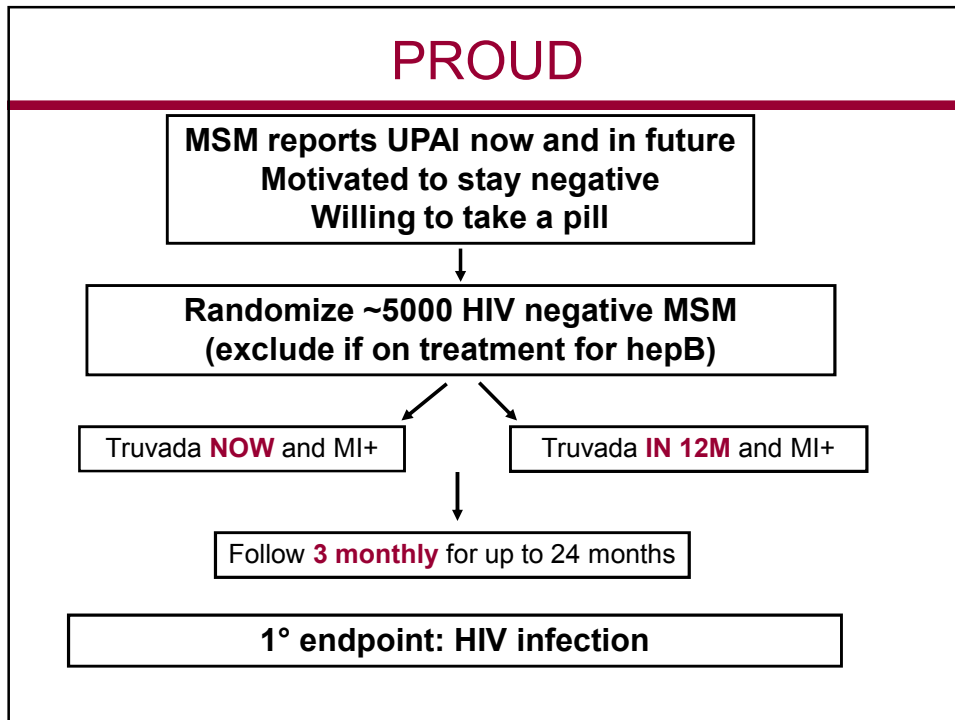 PROUD
MSM reports UPAI now and in future
Motivated to stay negative
Willing to take a pill
Randomize ~5000 HIV negative MSM
(exclude if on treatment for hepB)
Truvada NOW and MI+
Truvada IN 12M and MI+
Follow 3 monthly for up to 24 months
1° endpoint: HIV infection